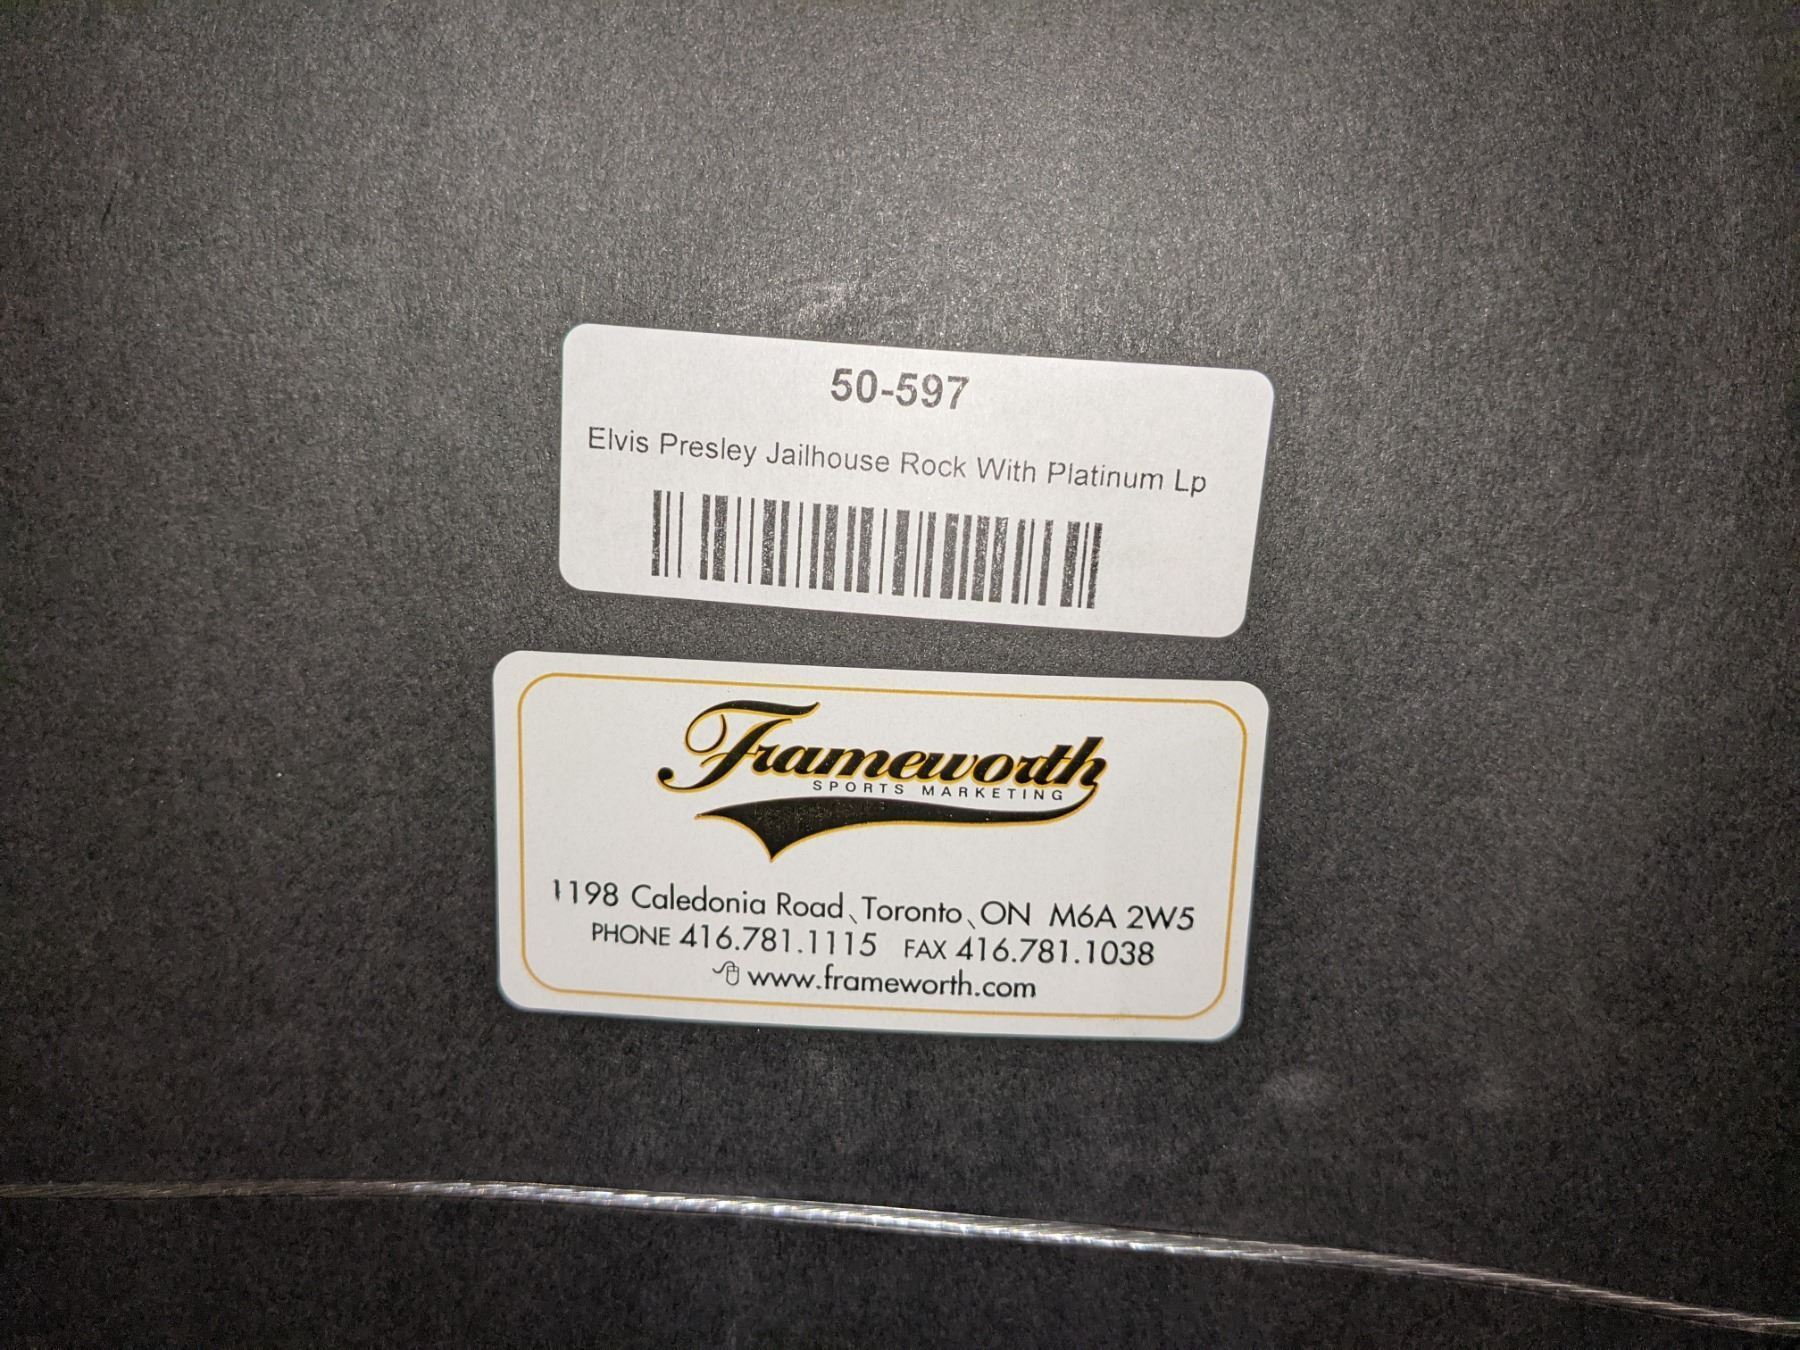 50-597
Elvis Presley Jailhouse Rock With Platinum Lp
Frameworth
SPORTS MARKETING
1198 Caledonia Road, Toronto, ON M6A 2W5
PHONE 416.781.1115 FAX 416.781.1038
www.frameworth.com